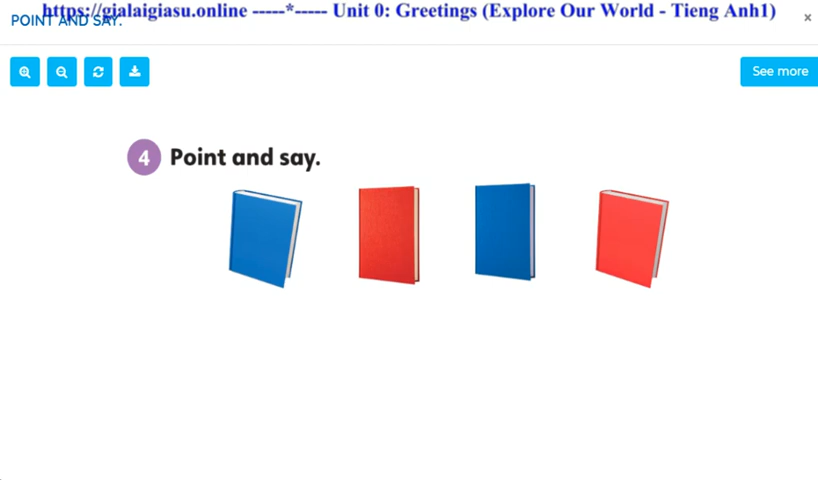 https://gjalaigiasu.online -----*----- Unit 0: Greetings (Explore Our World - Tieng Anh1)
POINT AND SAY.
×
See more
4 Point and say.